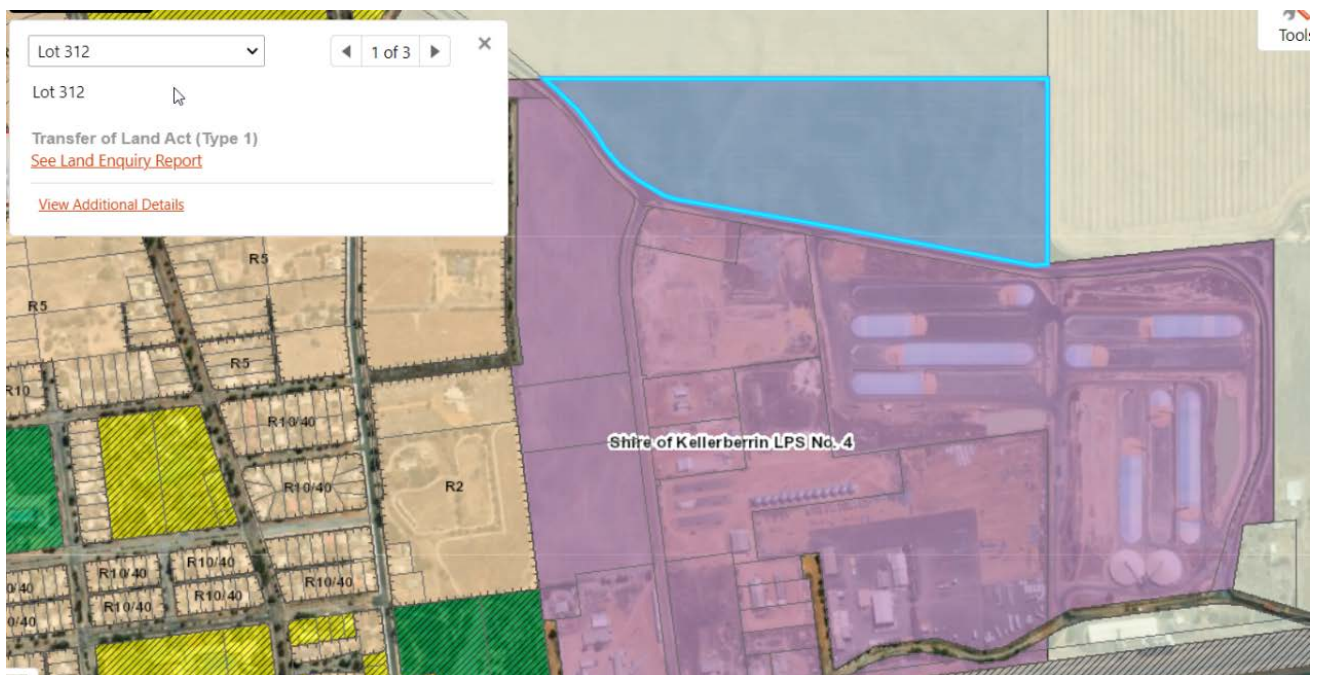 Lot 312
1 of 3
Lot 312
Transfer of Land Act (Type 1)
See Land Enquiry Report
View Additional Details
Tools
R5
R5
R5
R10
R10/40
Shire of Kellerberrin LPS No. 4
R10/40
R2
R10/40
R10/40
R10/40
0/40
R10/40
R10/40
0/40